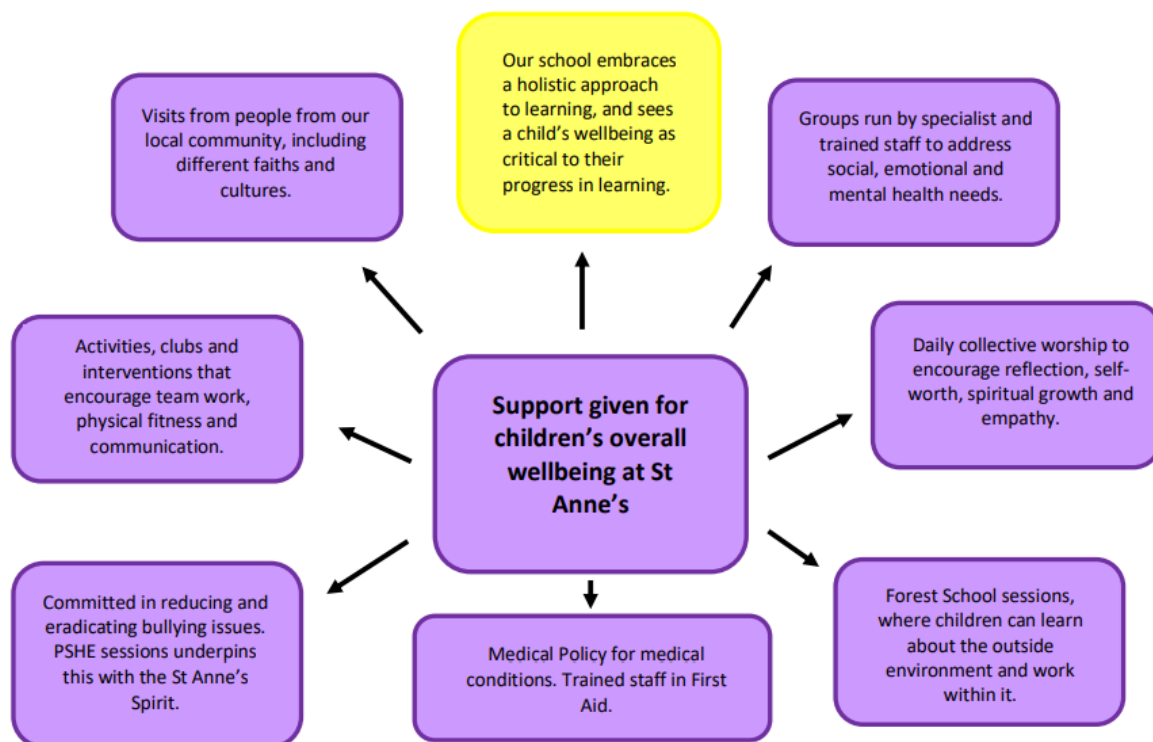 Our school embraces
a holistic approach
to learning, and sees
a child's wellbeing as
critical to their
progress in learning.
Visits from people from our
local community, including
different faiths and
cultures.
Groups run by specialist and
trained staff to address
social, emotional and
mental health needs.
Activities, clubs and
interventions that
encourage team work,
physical fitness and
communication.
Support given for
children's overall
wellbeing at St
Anne's
Daily collective worship to
encourage reflection, self-
worth, spiritual growth and
empathy.
Committed in reducing and
eradicating bullying issues.
PSHE sessions underpins
this with the St Anne's
Spirit.
Medical Policy for medical
conditions. Trained staff in First
Aid.
Forest School sessions,
where children can learn
about the outside
environment and work
within it.